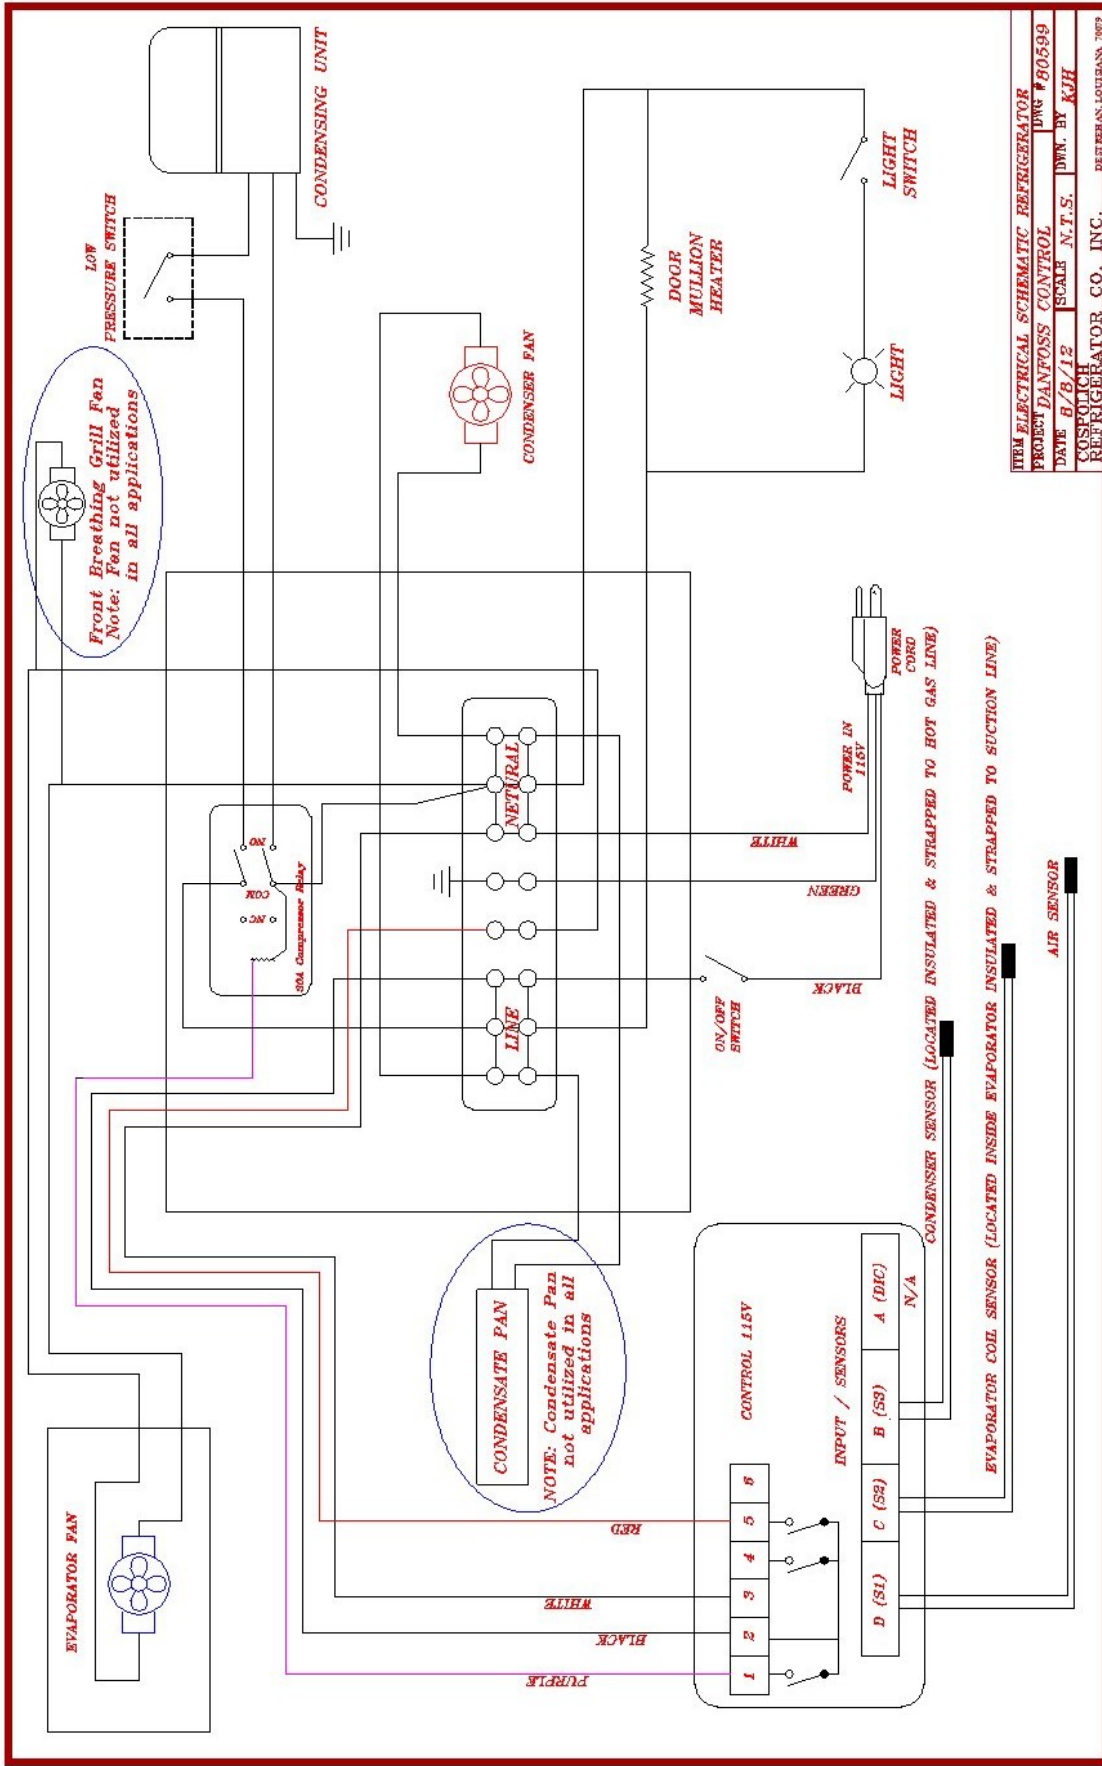 EVAPORATOR FAN
Front Breathing Grill Fan
Note: Fan not utilized
in all applications
LOW
PRESSURE SWITCH
CONDENSING UNIT
30A Compressor Relay
NC
COM
NO
CONDENSER FAN
CONDENSATE PAN
NOTE: Condensate Pan
not utilized in all
applications
LINE
NETURAL
DOOR
MULLION
HEATER
LIGHT
LIGHT
SWITCH
PURPLE
BLACK
WHITE
RED
ON/OFF
SWITCH
BLACK
GREEN
WHITE
POWER IN
115V
POWER
CORD
CONTROL 115V
1 2 3 4 5 6
INPUT / SENSORS
D (S1) C (S2) B (S3) A (DIC)
N/A
CONDENSER SENSOR (LOCATED INSULATED & STRAPPED TO HOT GAS LINE)
EVAPORATOR COIL SENSOR (LOCATED INSIDE EVAPORATOR INSULATED & STRAPPED TO SUCTION LINE)
AIR SENSOR
ITEM ELECTRICAL SCHEMATIC REFRIGERATOR
PROJECT DANFOSS CONTROL DWG #80599
DATE 8/8/12 SCALE N.T.S. DWN. BY KJH
COSPOLICH
REFRIGERATOR CO. INC. DESTREHAN, LOUISIANA 70079